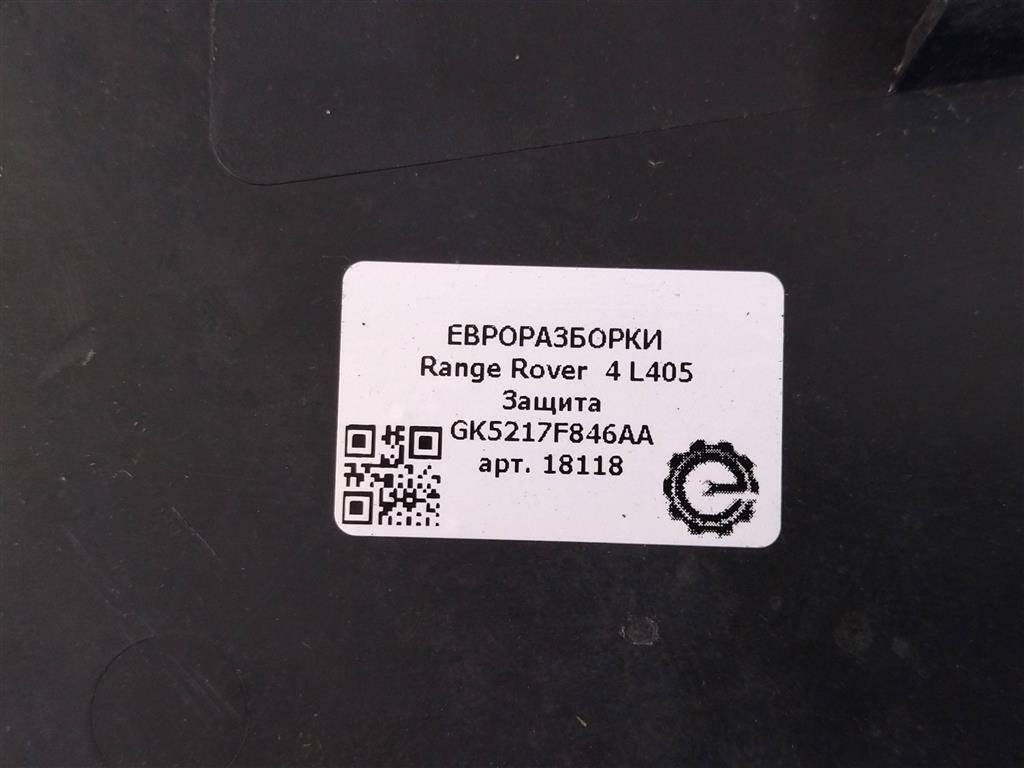 ЕВРОРАЗБОРКИ
Range Rover 4 L405
Защита
GK5217F846AA
арт. 18118